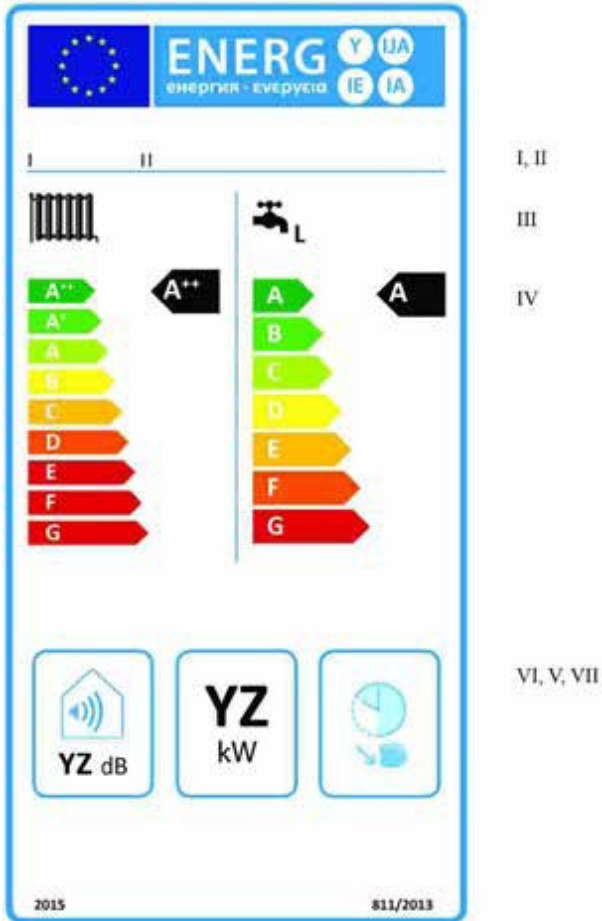 ENERG Y IJA
енергия · ενεργεια IE IA
I II I, II
III
L
A++ A++ A A IV
A+ B
A C
B D
C E
D F
E G
F
G
VI, V, VII
YZ dB YZ kW
2015 811/2013